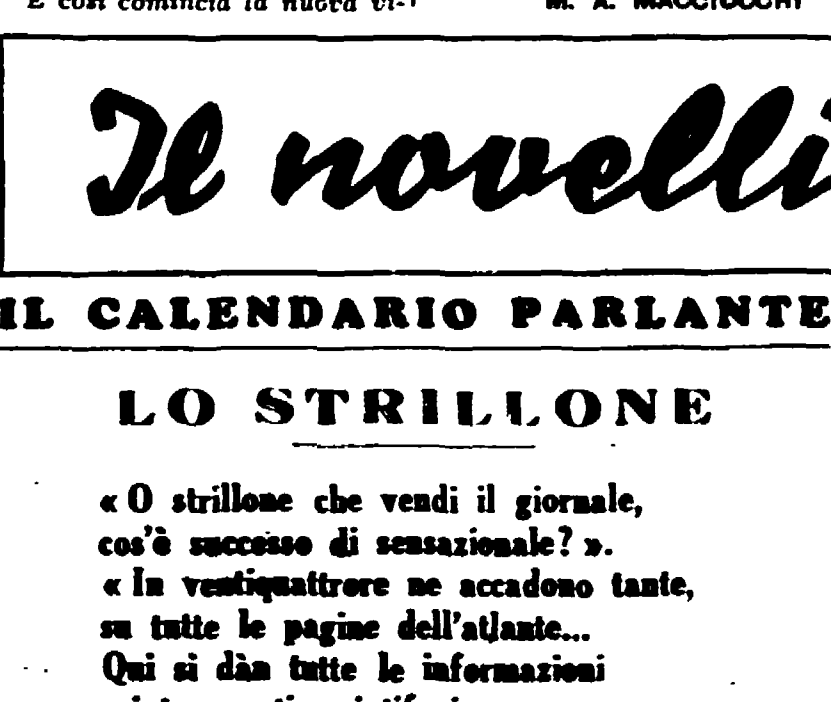 E così comincia la nuova vi-
M. A. MACCIOCCHI
Il novelli
IL CALENDARIO PARLANTE
LO STRILLONE
« O strillone che vendi il giornale,
cos'è successo di sensazionale? ».
« In ventiquattrore ne accadono tante,
su tutte le pagine dell'atlante...
Qui si dàn tutte le informazioni